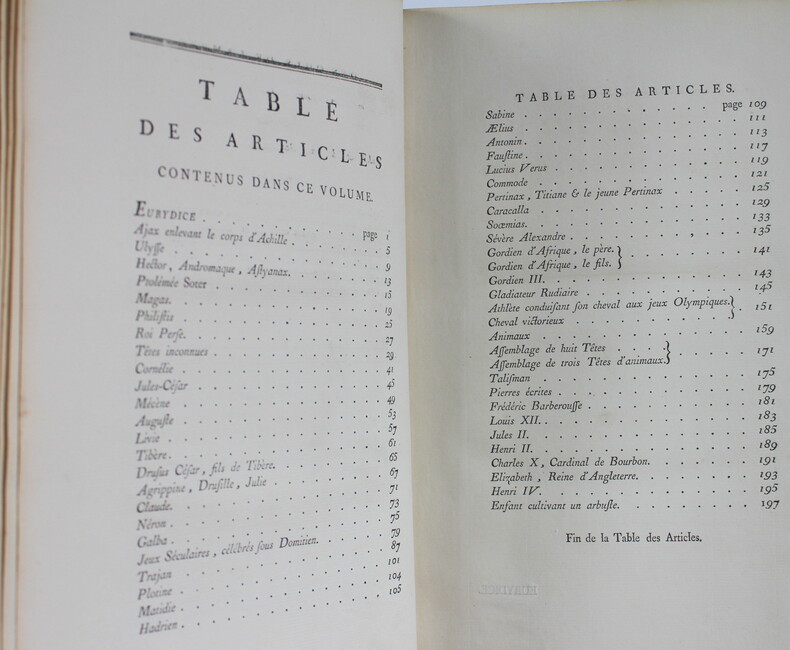 TABLE
DES ARTICLES
CONTENUS DANS CE VOLUME.
EURYDICE . . . . . . . page 1
Ajax enlevant le corps d'Achille . . . . . . 5
Ulyſſe . . . . . . . . . 9
Hector, Andromaque, Aſtyanax. . . . . . 13
Ptolémée Soter . . . . . . . . 15
Magas. . . . . . . . . . 19
Philiſtis . . . . . . . . . 25
Roi Perſe. . . . . . . . . . 27
Têtes inconnues . . . . . . . . 29
Cornélie . . . . . . . . . 41
Jules-Céſar . . . . . . . . . 45
Mécène . . . . . . . . . 49
Auguſte . . . . . . . . . 53
Livie . . . . . . . . . . 57
Tibère. . . . . . . . . . 61
Druſus Céſar, fils de Tibère. . . . . . 65
Agrippine, Druſille, Julie . . . . . . 67
Claude. . . . . . . . . . 71
Néron . . . . . . . . . . 73
Galba . . . . . . . . . . 75
Jeux Séculaires, célébrés ſous Domitien. . . . . 79
Trajan . . . . . . . . . 87
Plotine . . . . . . . . . 101
Matidie . . . . . . . . . 104
Hadrien . . . . . . . . . 105
TABLE DES ARTICLES.
Sabine . . . . . . . . . page 109
Ælius . . . . . . . . . . 111
Antonin . . . . . . . . . 113
Fauſtine . . . . . . . . . 117
Lucius Verus . . . . . . . . 119
Commode . . . . . . . . . 121
Pertinax, Titiane & le jeune Pertinax . . . . . 125
Caracalla . . . . . . . . . 129
Soæmias. . . . . . . . . . 133
Sévère Alexandre . . . . . . . . 135
Gordien d'Afrique, le père.
Gordien d'Afrique, le fils. } . . . . . . 141
Gordien III. . . . . . . . . . 143
Gladiateur Rudiaire . . . . . . . . 145
Athlète conduiſant ſon cheval aux jeux Olympiques.
Cheval victorieux . . . . . . . . } . 151
Animaux . . . . . . . . . 159
Aſſemblage de huit Têtes . . . .
Aſſemblage de trois Têtes d'animaux. } . . . . . 171
Taliſman . . . . . . . . . 175
Pierres écrites . . . . . . . . . 179
Frédéric Barberouſſe . . . . . . . . 181
Louis XII. . . . . . . . . . 183
Jules II. . . . . . . . . . 185
Henri II. . . . . . . . . . 189
Charles X, Cardinal de Bourbon. . . . . . 191
Elizabeth, Reine d'Angleterre. . . . . . 193
Henri IV. . . . . . . . . . 195
Enfant cultivant un arbuſte. . . . . . . 197
Fin de la Table des Articles.